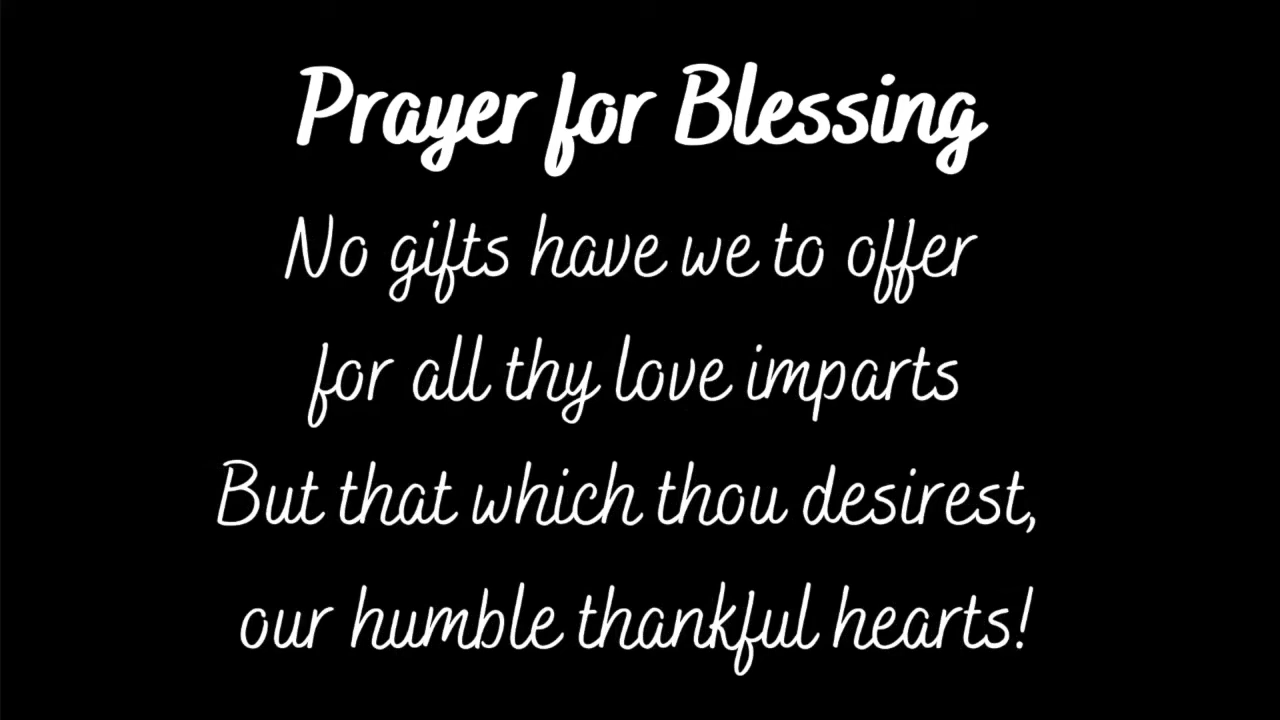 Prayer for Blessing
No gifts have we to offer
for all thy love imparts
But that which thou desirest,
our humble thankful hearts!